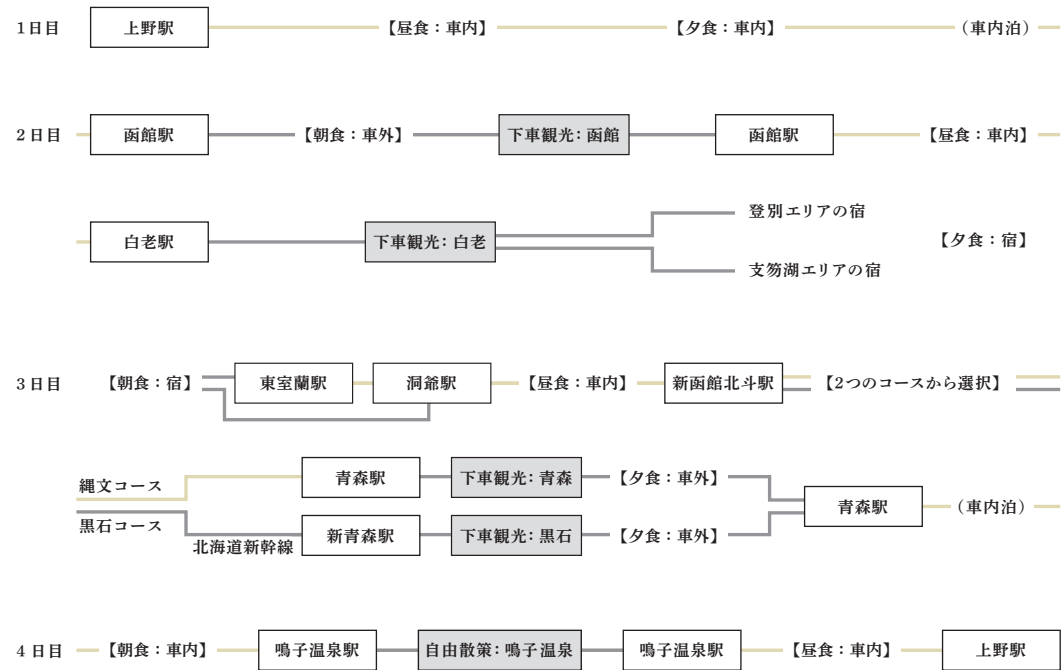 1日目 上野駅 【昼食：車内】 【夕食：車内】 （車内泊）
2日目 函館駅 【朝食：車外】 下車観光：函館 函館駅 【昼食：車内】
登別エリアの宿
白老駅 下車観光：白老 【夕食：宿】
支笏湖エリアの宿
3日目 【朝食：宿】 東室蘭駅 洞爺駅 【昼食：車内】 新函館北斗駅 【2つのコースから選択】
縄文コース 青森駅 下車観光：青森 【夕食：車外】
青森駅 （車内泊）
黒石コース 北海道新幹線 新青森駅 下車観光：黒石 【夕食：車外】
4日目 【朝食：車内】 鳴子温泉駅 自由散策：鳴子温泉 鳴子温泉駅 【昼食：車内】 上野駅